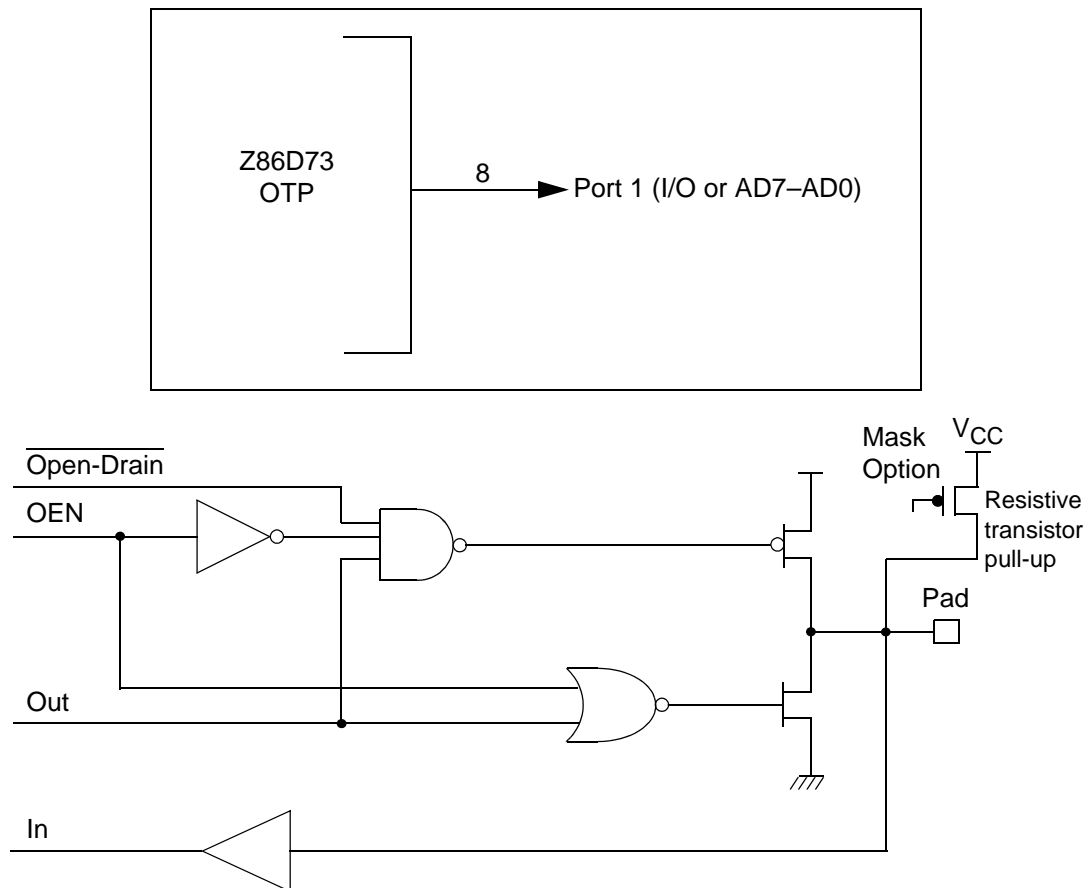 Z86D73
OTP
8
Port 1 (I/O or AD7–AD0)
Open-Drain
OEN
Out
In
Mask
Option
VCC
Resistive
transistor
pull-up
Pad